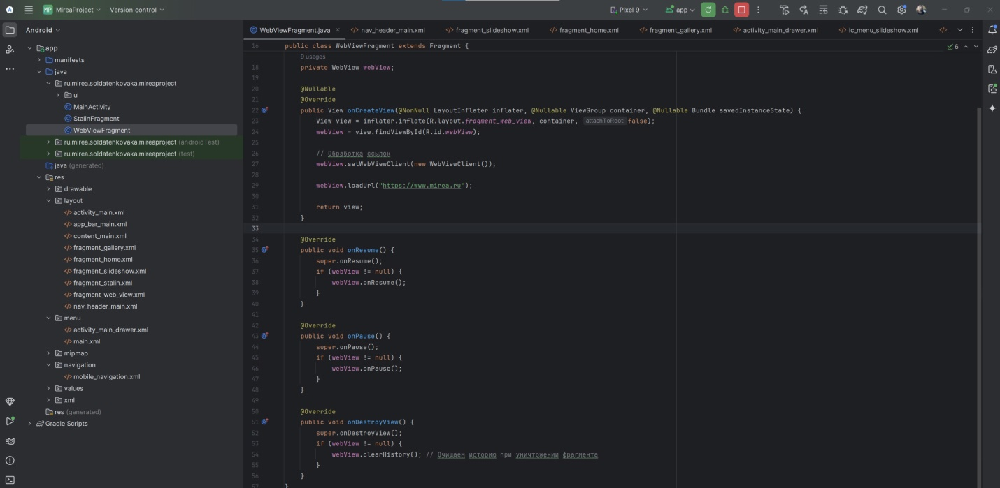 MP MireaProject Version control Pixel 9 app
Android
WebViewFragment.java nav_header_main.xml fragment_slideshow.xml fragment_home.xml fragment_gallery.xml activity_main_drawer.xml ic_menu_slideshow.xml
app
manifests
java
ru.mirea.soldatenkovaka.mireaproject
ui
MainActivity
StalinFragment
WebViewFragment
ru.mirea.soldatenkovaka.mireaproject (androidTest)
ru.mirea.soldatenkovaka.mireaproject (test)
java (generated)
res
drawable
layout
activity_main.xml
app_bar_main.xml
content_main.xml
fragment_gallery.xml
fragment_home.xml
fragment_slideshow.xml
fragment_stalin.xml
fragment_web_view.xml
nav_header_main.xml
menu
activity_main_drawer.xml
main.xml
mipmap
navigation
mobile_navigation.xml
values
xml
res (generated)
Gradle Scripts
16 public class WebViewFragment extends Fragment { 6
9 usages
18 private WebView webView;
19
20 @Nullable
21 @Override
22 public View onCreateView(@NonNull LayoutInflater inflater, @Nullable ViewGroup container, @Nullable Bundle savedInstanceState) {
23 View view = inflater.inflate(R.layout.fragment_web_view, container, attachToRoot: false);
24 webView = view.findViewById(R.id.webView);
25
26 // Обработка ссылок
27 webView.setWebViewClient(new WebViewClient());
28
29 webView.loadUrl("https://www.mirea.ru");
30
31 return view;
32 }
33
34 @Override
35 public void onResume() {
36 super.onResume();
37 if (webView != null) {
38 webView.onResume();
39 }
40 }
41
42 @Override
43 public void onPause() {
44 super.onPause();
45 if (webView != null) {
46 webView.onPause();
47 }
48 }
49
50 @Override
51 public void onDestroyView() {
52 super.onDestroyView();
53 if (webView != null) {
54 webView.clearHistory(); // Очищаем историю при уничтожении фрагмента
55 }
56 }
57 }